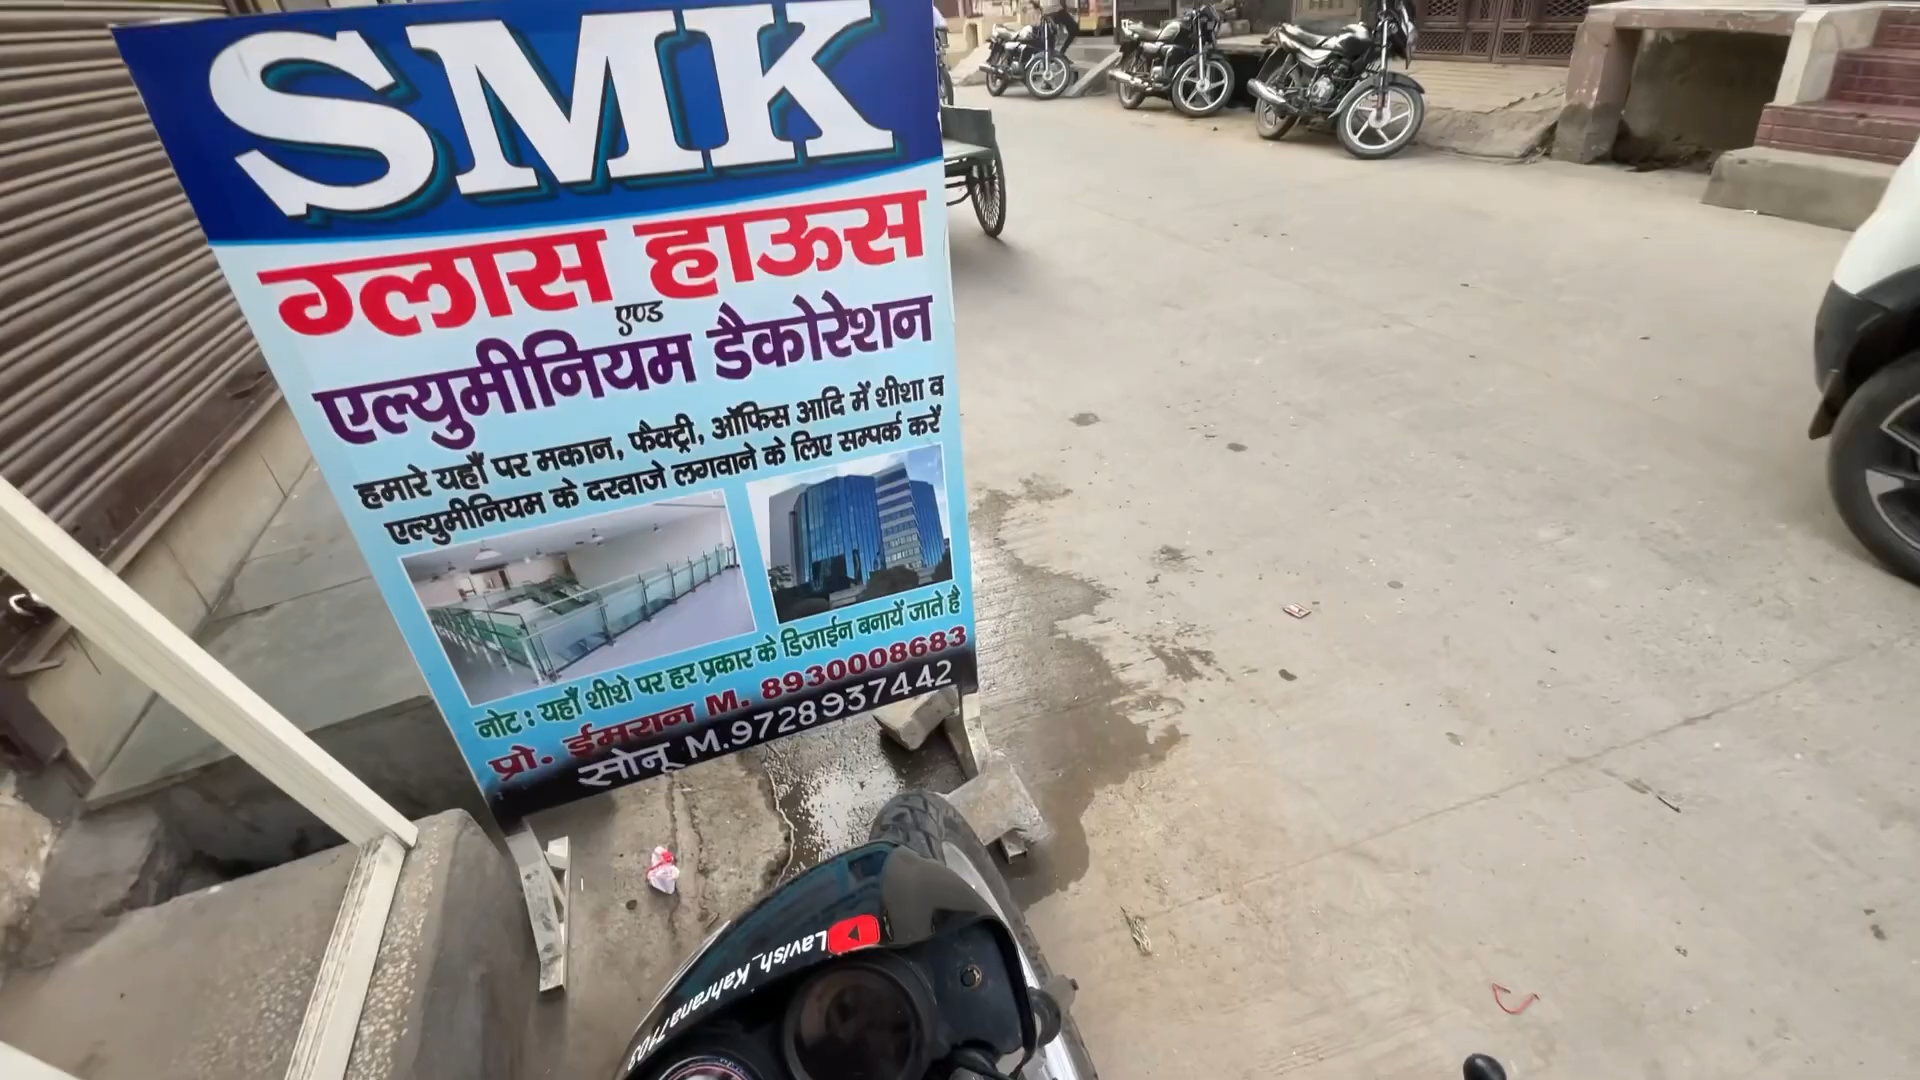 SMK
ग्लास हाऊस
एण्ड
एल्युमीनियम डैकोरेशन
हमारे यहाँ पर मकान, फैक्ट्री, ऑफिस आदि में शीशा व
एल्युमीनियम के दरवाजे लगवाने के लिए सम्पर्क करें
नोट : यहाँ शीशे पर हर प्रकार के डिजाईन बनायें जाते है
प्रो. ईमरान M. 8930008683
सोनू M.9728937442
Lavish_Kahrana7109